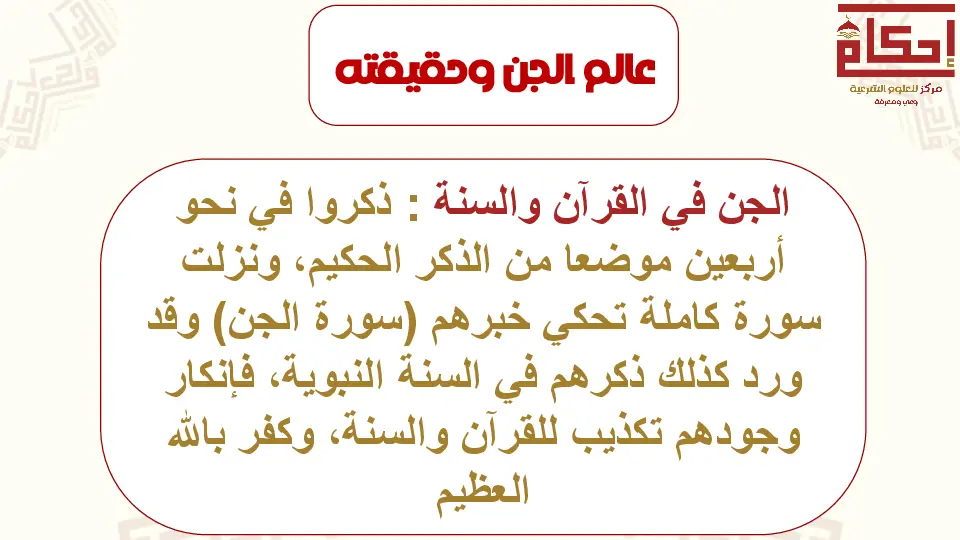 إحكام
مركز للعلوم الشرعية
وعي ومعرفة
عالم الجن وحقيقته
الجن في القرآن والسنة : ذكروا في نحو
أربعين موضعا من الذكر الحكيم، ونزلت
سورة كاملة تحكي خبرهم (سورة الجن) وقد
ورد كذلك ذكرهم في السنة النبوية، فإنكار
وجودهم تكذيب للقرآن والسنة، وكفر بالله
العظيم